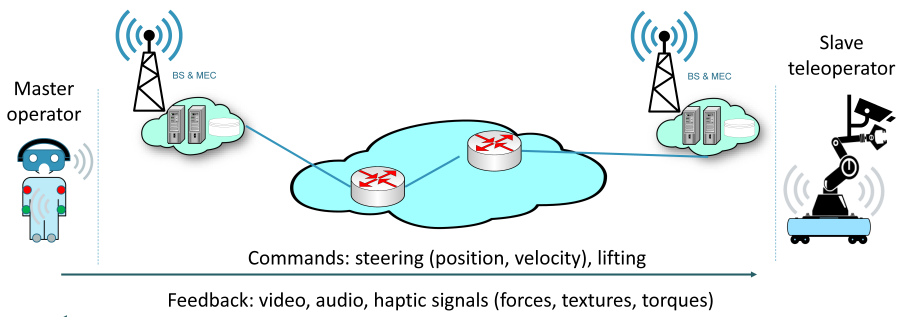 Master
operator
BS & MEC
BS & MEC
Slave
teleoperator
Commands: steering (position, velocity), lifting
Feedback: video, audio, haptic signals (forces, textures, torques)